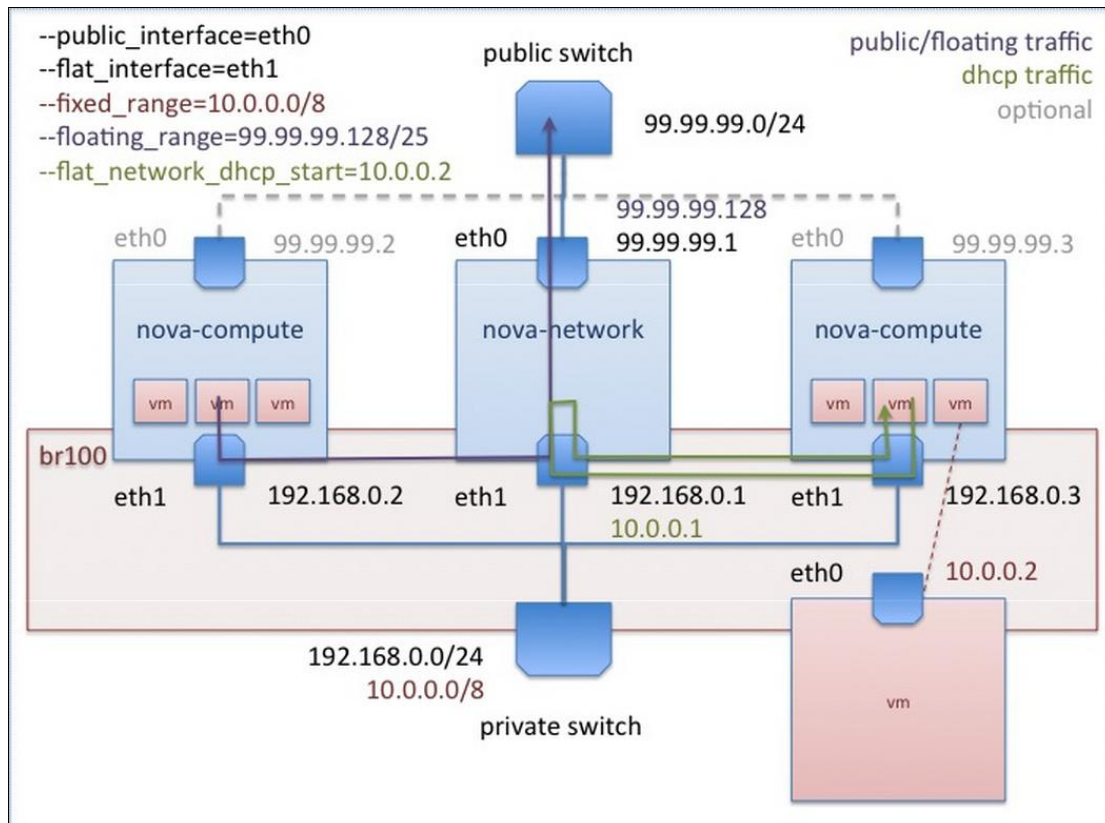 --public_interface=eth0
--flat_interface=eth1
--fixed_range=10.0.0.0/8
--floating_range=99.99.99.128/25
--flat_network_dhcp_start=10.0.0.2
public/floating traffic
dhcp traffic
optional
public switch
99.99.99.0/24
99.99.99.128
eth0
99.99.99.2
eth0
99.99.99.1
eth0
99.99.99.3
nova-compute
nova-network
nova-compute
vm
vm
vm
vm
vm
vm
br100
eth1
192.168.0.2
eth1
192.168.0.1
10.0.0.1
eth1
192.168.0.3
eth0
10.0.0.2
192.168.0.0/24
10.0.0.0/8
private switch
vm